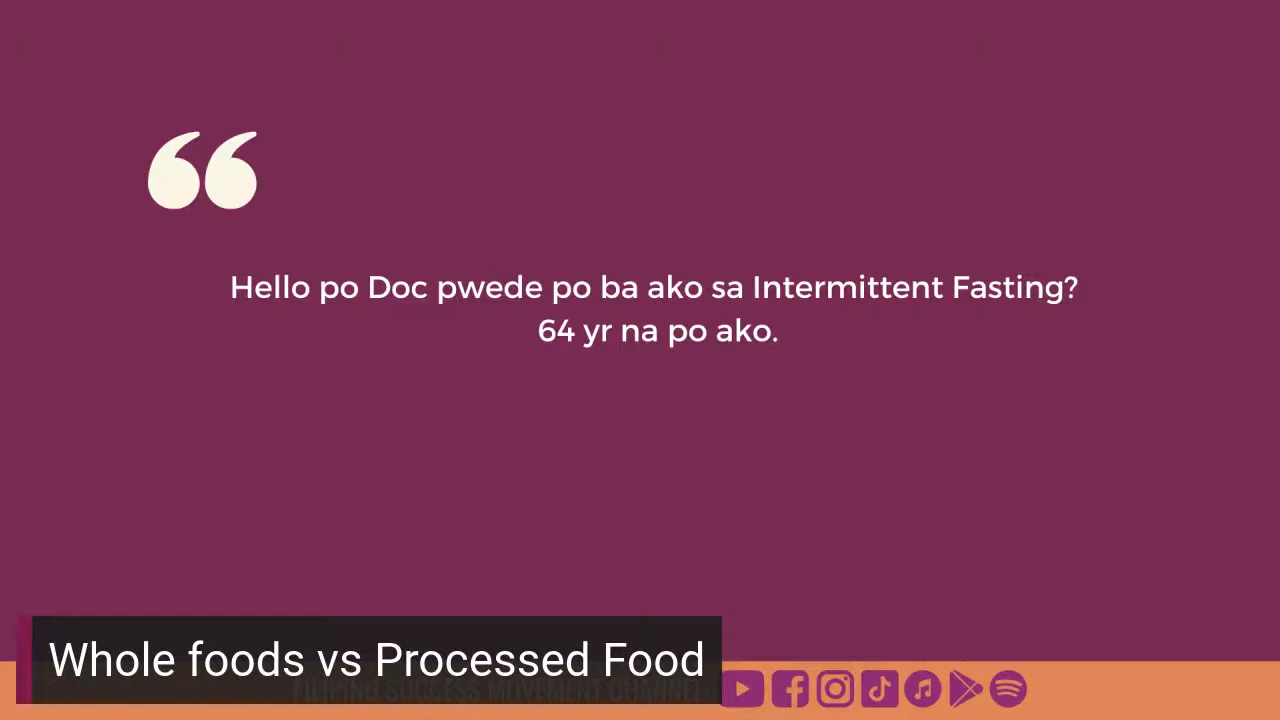 Hello po Doc pwede po ba ako sa Intermittent Fasting?
64 yr na po ako.
Whole foods vs Processed Food